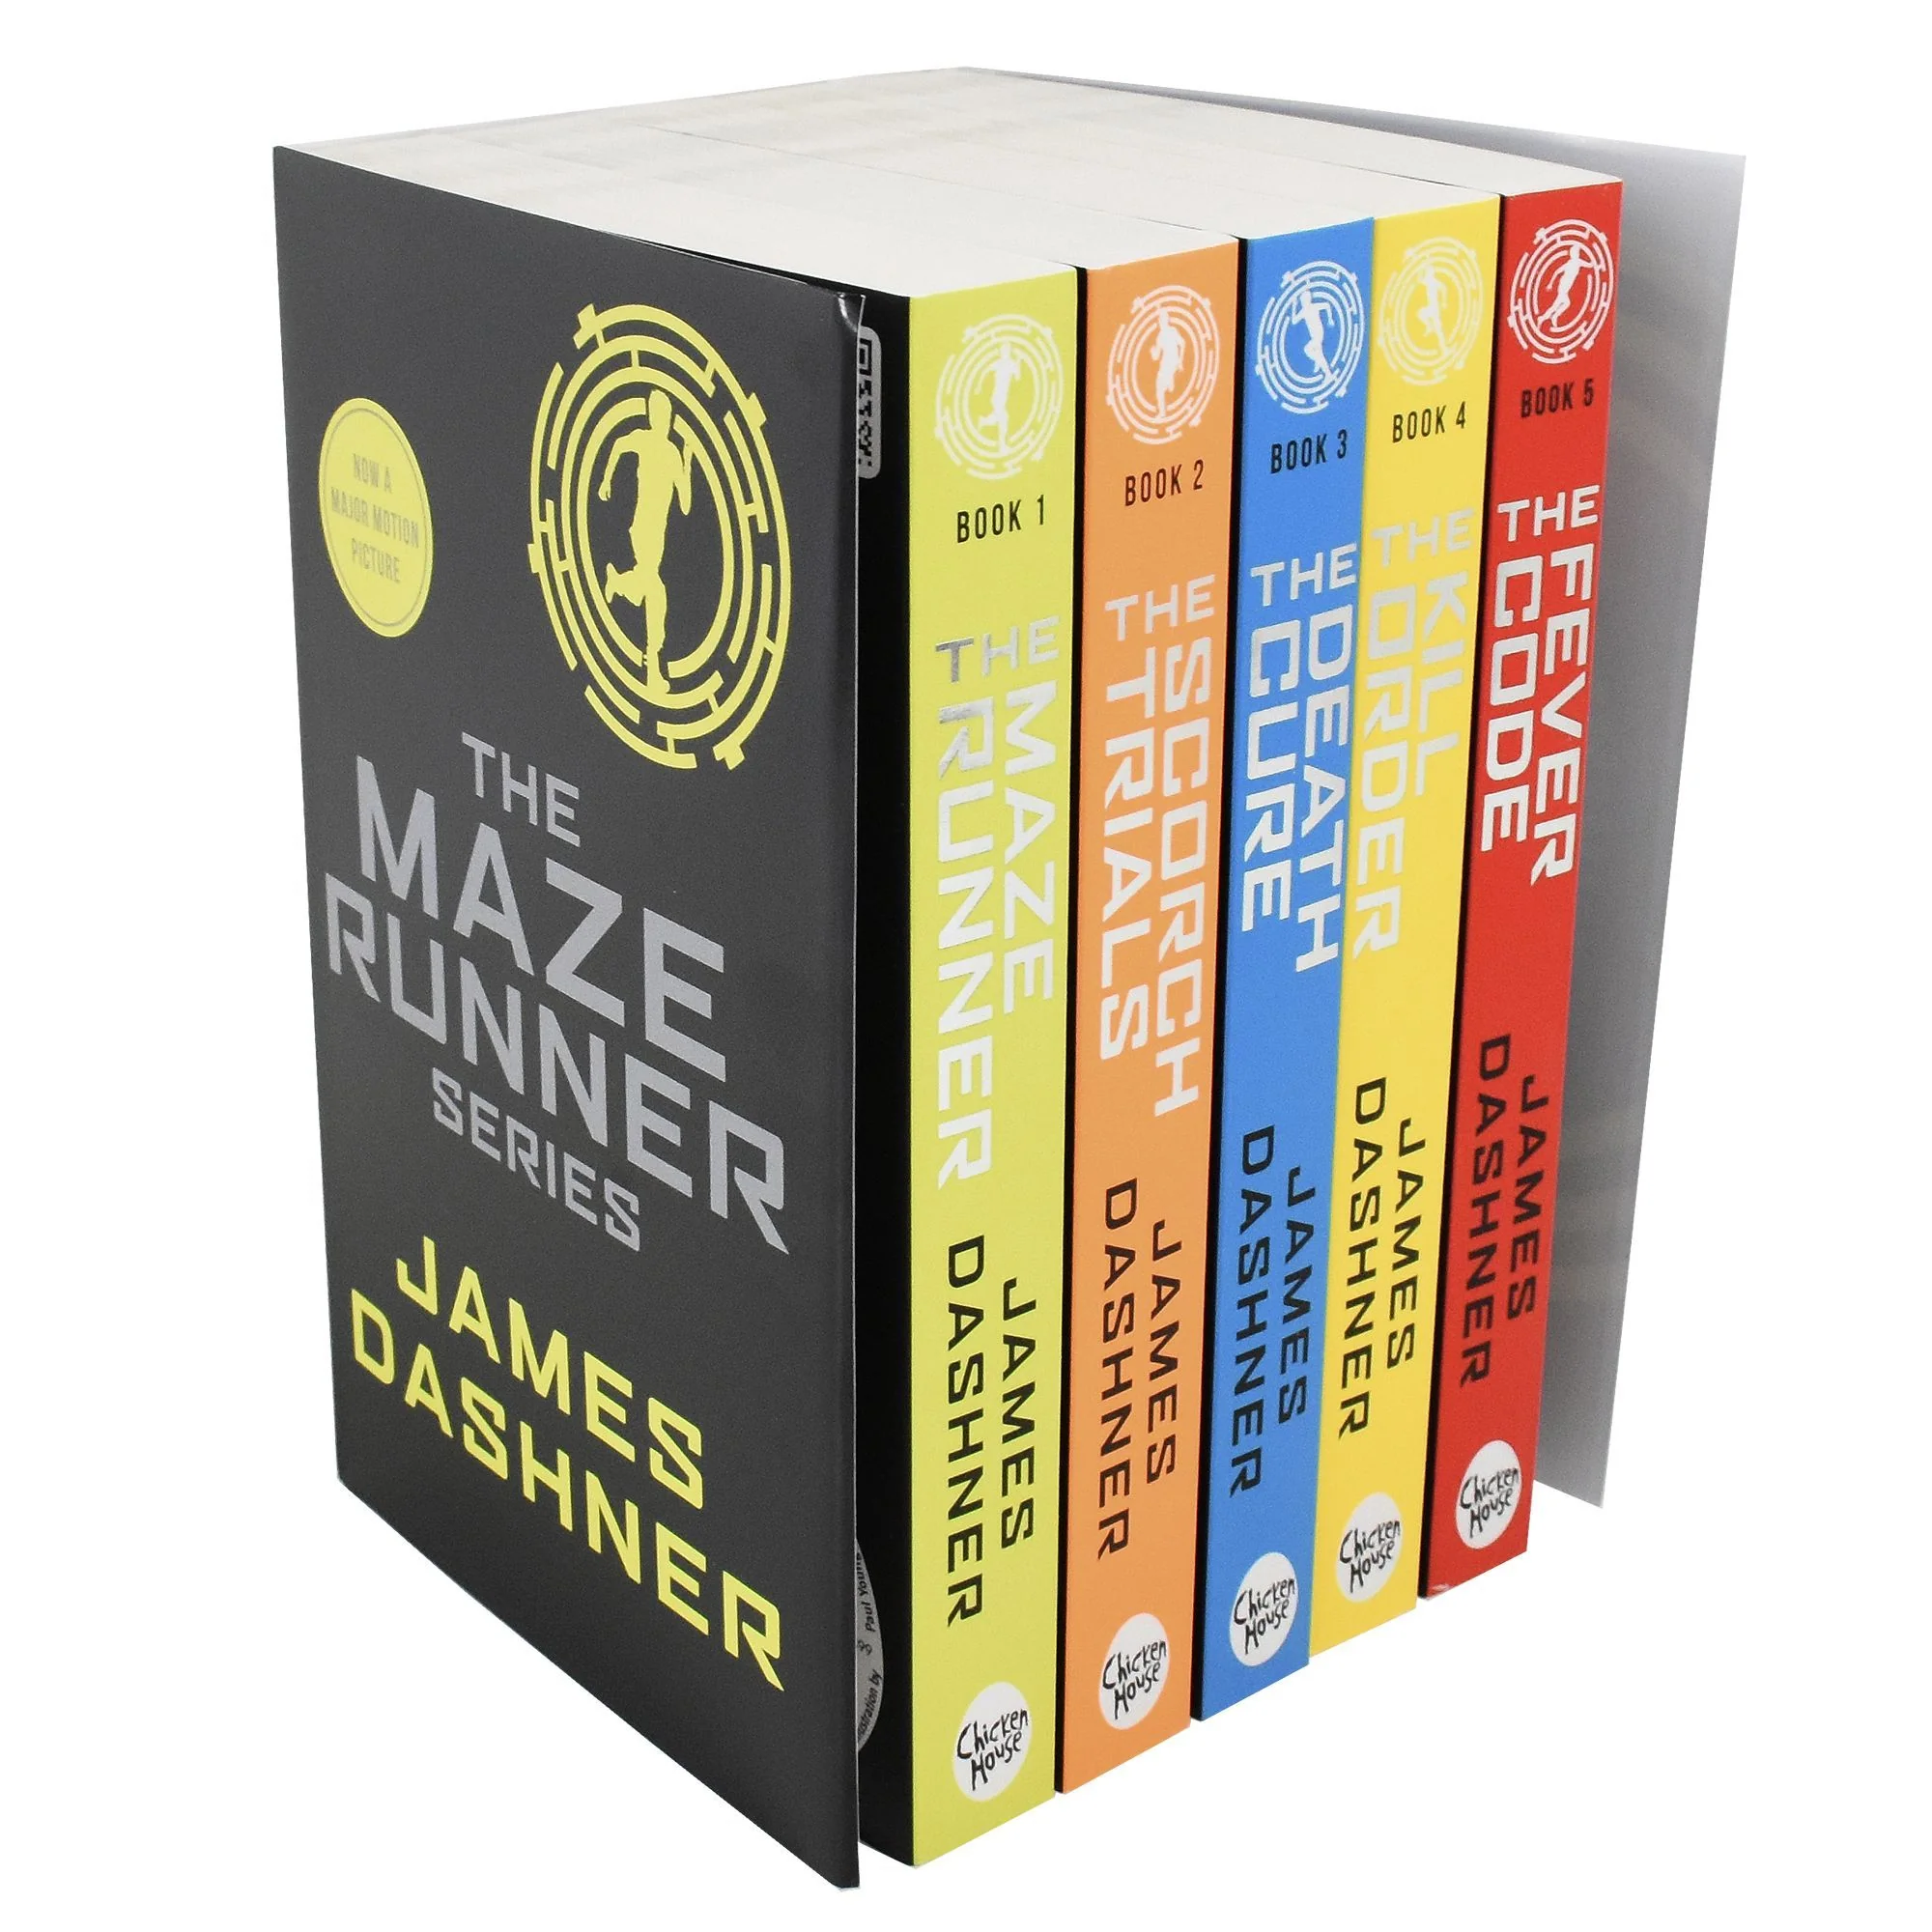 NOW A
MAJOR MOTION
PICTURE
THE
MAZE
RUNNER
SERIES
JAMES
DASHNER
Paul Young
BOOK 1
THE MAZE
RUNNER
JAMES
DASHNER
Chicken
House
BOOK 2
THE SCORCH
TRIALS
JAMES
DASHNER
Chicken
House
BOOK 3
THE DEATH
CURE
JAMES
DASHNER
Chicken
House
BOOK 4
THE KILL
ORDER
JAMES
DASHNER
Chicken
House
BOOK 5
THE FEVER
CODE
JAMES
DASHNER
Chicken
House